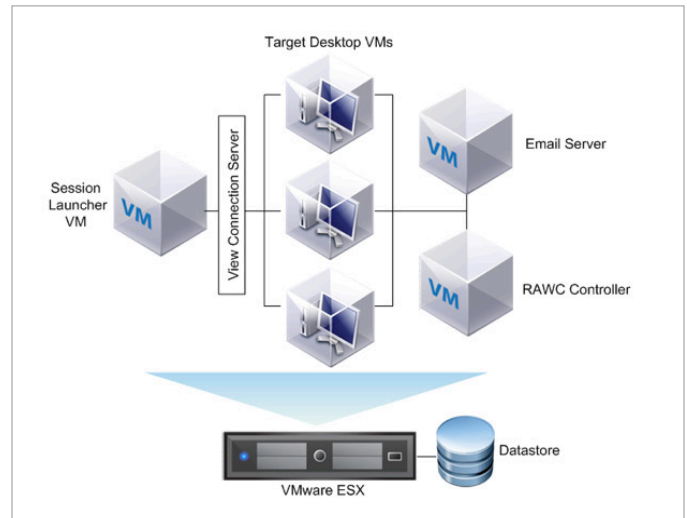 Target Desktop VMs
VM
Email Server
Session
Launcher
VM
VM
View Connection Server
VM
RAWC Controller
Datastore
VMware ESX